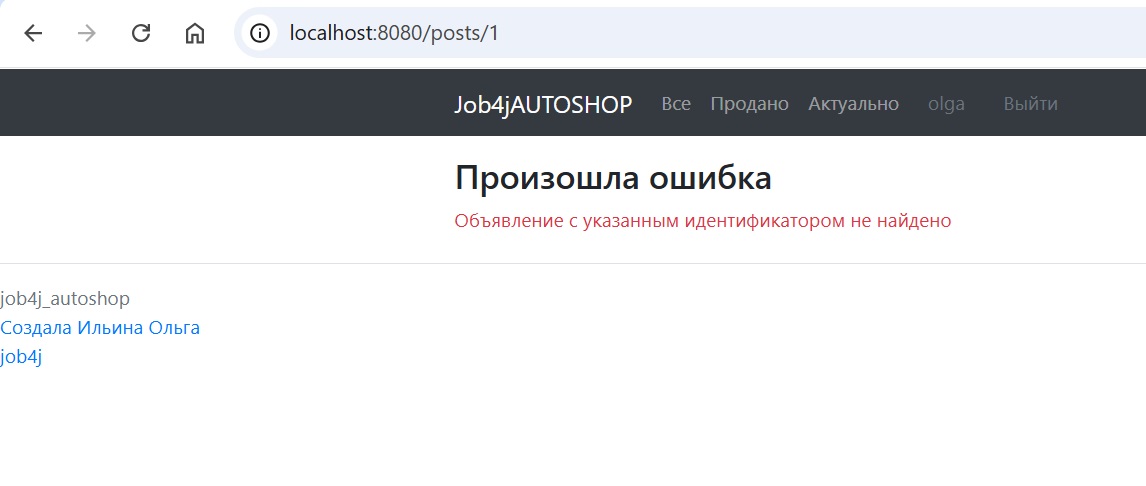 localhost:8080/posts/1
Job4jAUTOSHOP Все Продано Актуально olga Выйти
Произошла ошибка
Объявление с указанным идентификатором не найдено
job4j_autoshop
Создала Ильина Ольга
job4j